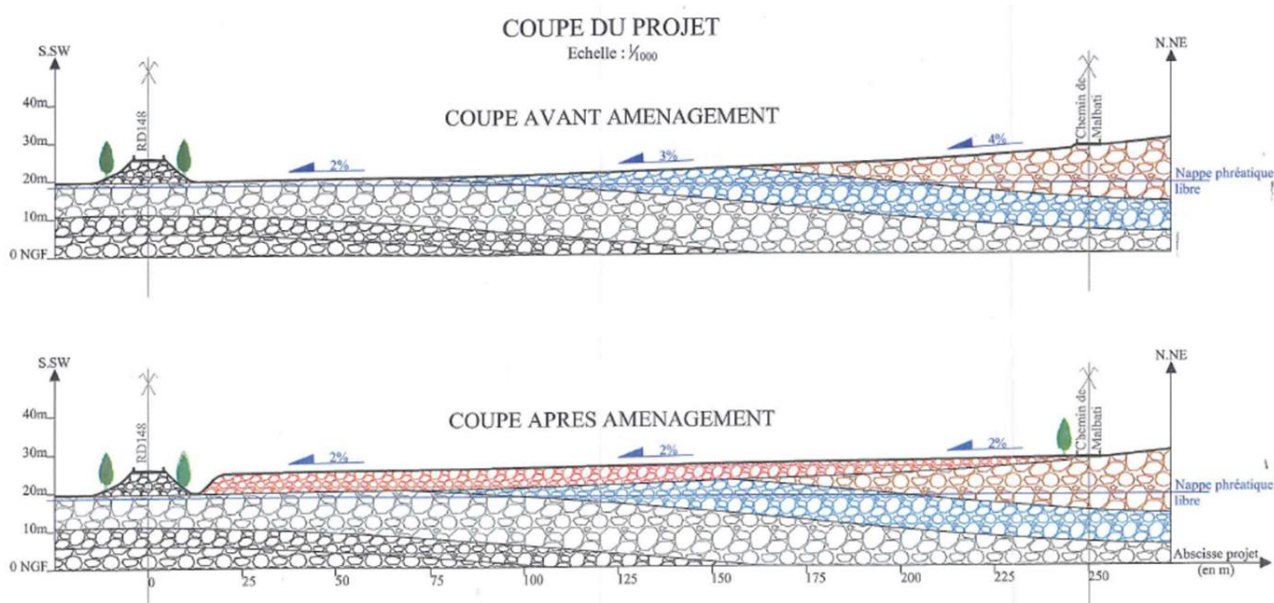 COUPE DU PROJET
Echelle : 1/1000
S.SW
N.NE
COUPE AVANT AMENAGEMENT
40m
30m
20m
10m
0 NGF
RD148
2%
3%
4%
Chemin de
Malbati
Nappe phréatique
libre
S.SW
N.NE
COUPE APRES AMENAGEMENT
40m
30m
20m
10m
0 NGF
RD148
2%
2%
2%
Chemin de
Malbati
Nappe phréatique
libre
Abscisse projet
(en m)
0
25
50
75
100
125
150
175
200
225
250